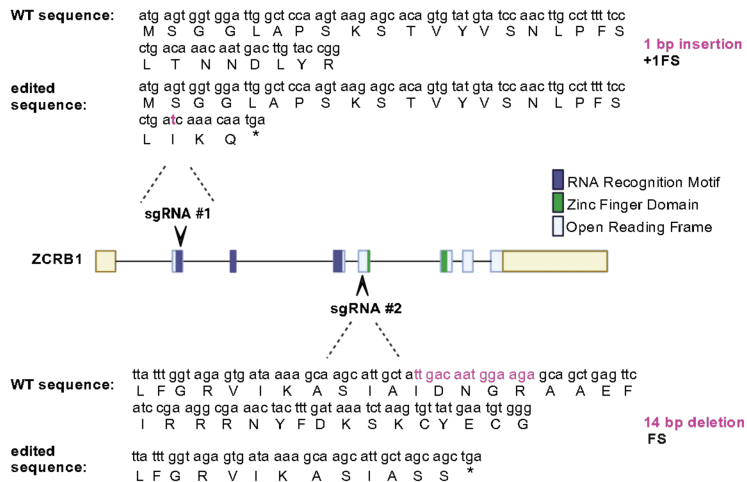 WT sequence:
atg agt ggt gga ttg gct cca agt aag agc aca gtg tat gta tcc aac ttg cct ttt tcc
M S G G L A P S K S T V Y V S N L P F S
ctg aca aac aat gac ttg tac cgg
L T N N D L Y R
1 bp insertion
+1FS
edited
sequence:
atg agt ggt gga ttg gct cca agt aag agc aca gtg tat gta tcc aac ttg cct ttt tcc
M S G G L A P S K S T V Y V S N L P F S
ctg atc aaa caa tga
L I K Q *
sgRNA #1
RNA Recognition Motif
Zinc Finger Domain
Open Reading Frame
ZCRB1
sgRNA #2
WT sequence:
tta ttt ggt aga gtg ata aaa gca agc att gct a ttgacaat ggaaga gca gct gag ttc
L F G R V I K A S I A I D N G R A A E F
atc cga agg cga aac tac ttt gat aaa tct aag tgt tat gaa tgt ggg
I R R R N Y F D K S K C Y E C G
14 bp deletion
FS
edited
sequence:
tta ttt ggt aga gtg ata aaa gca agc att gct agc agc tga
L F G R V I K A S I A S S *